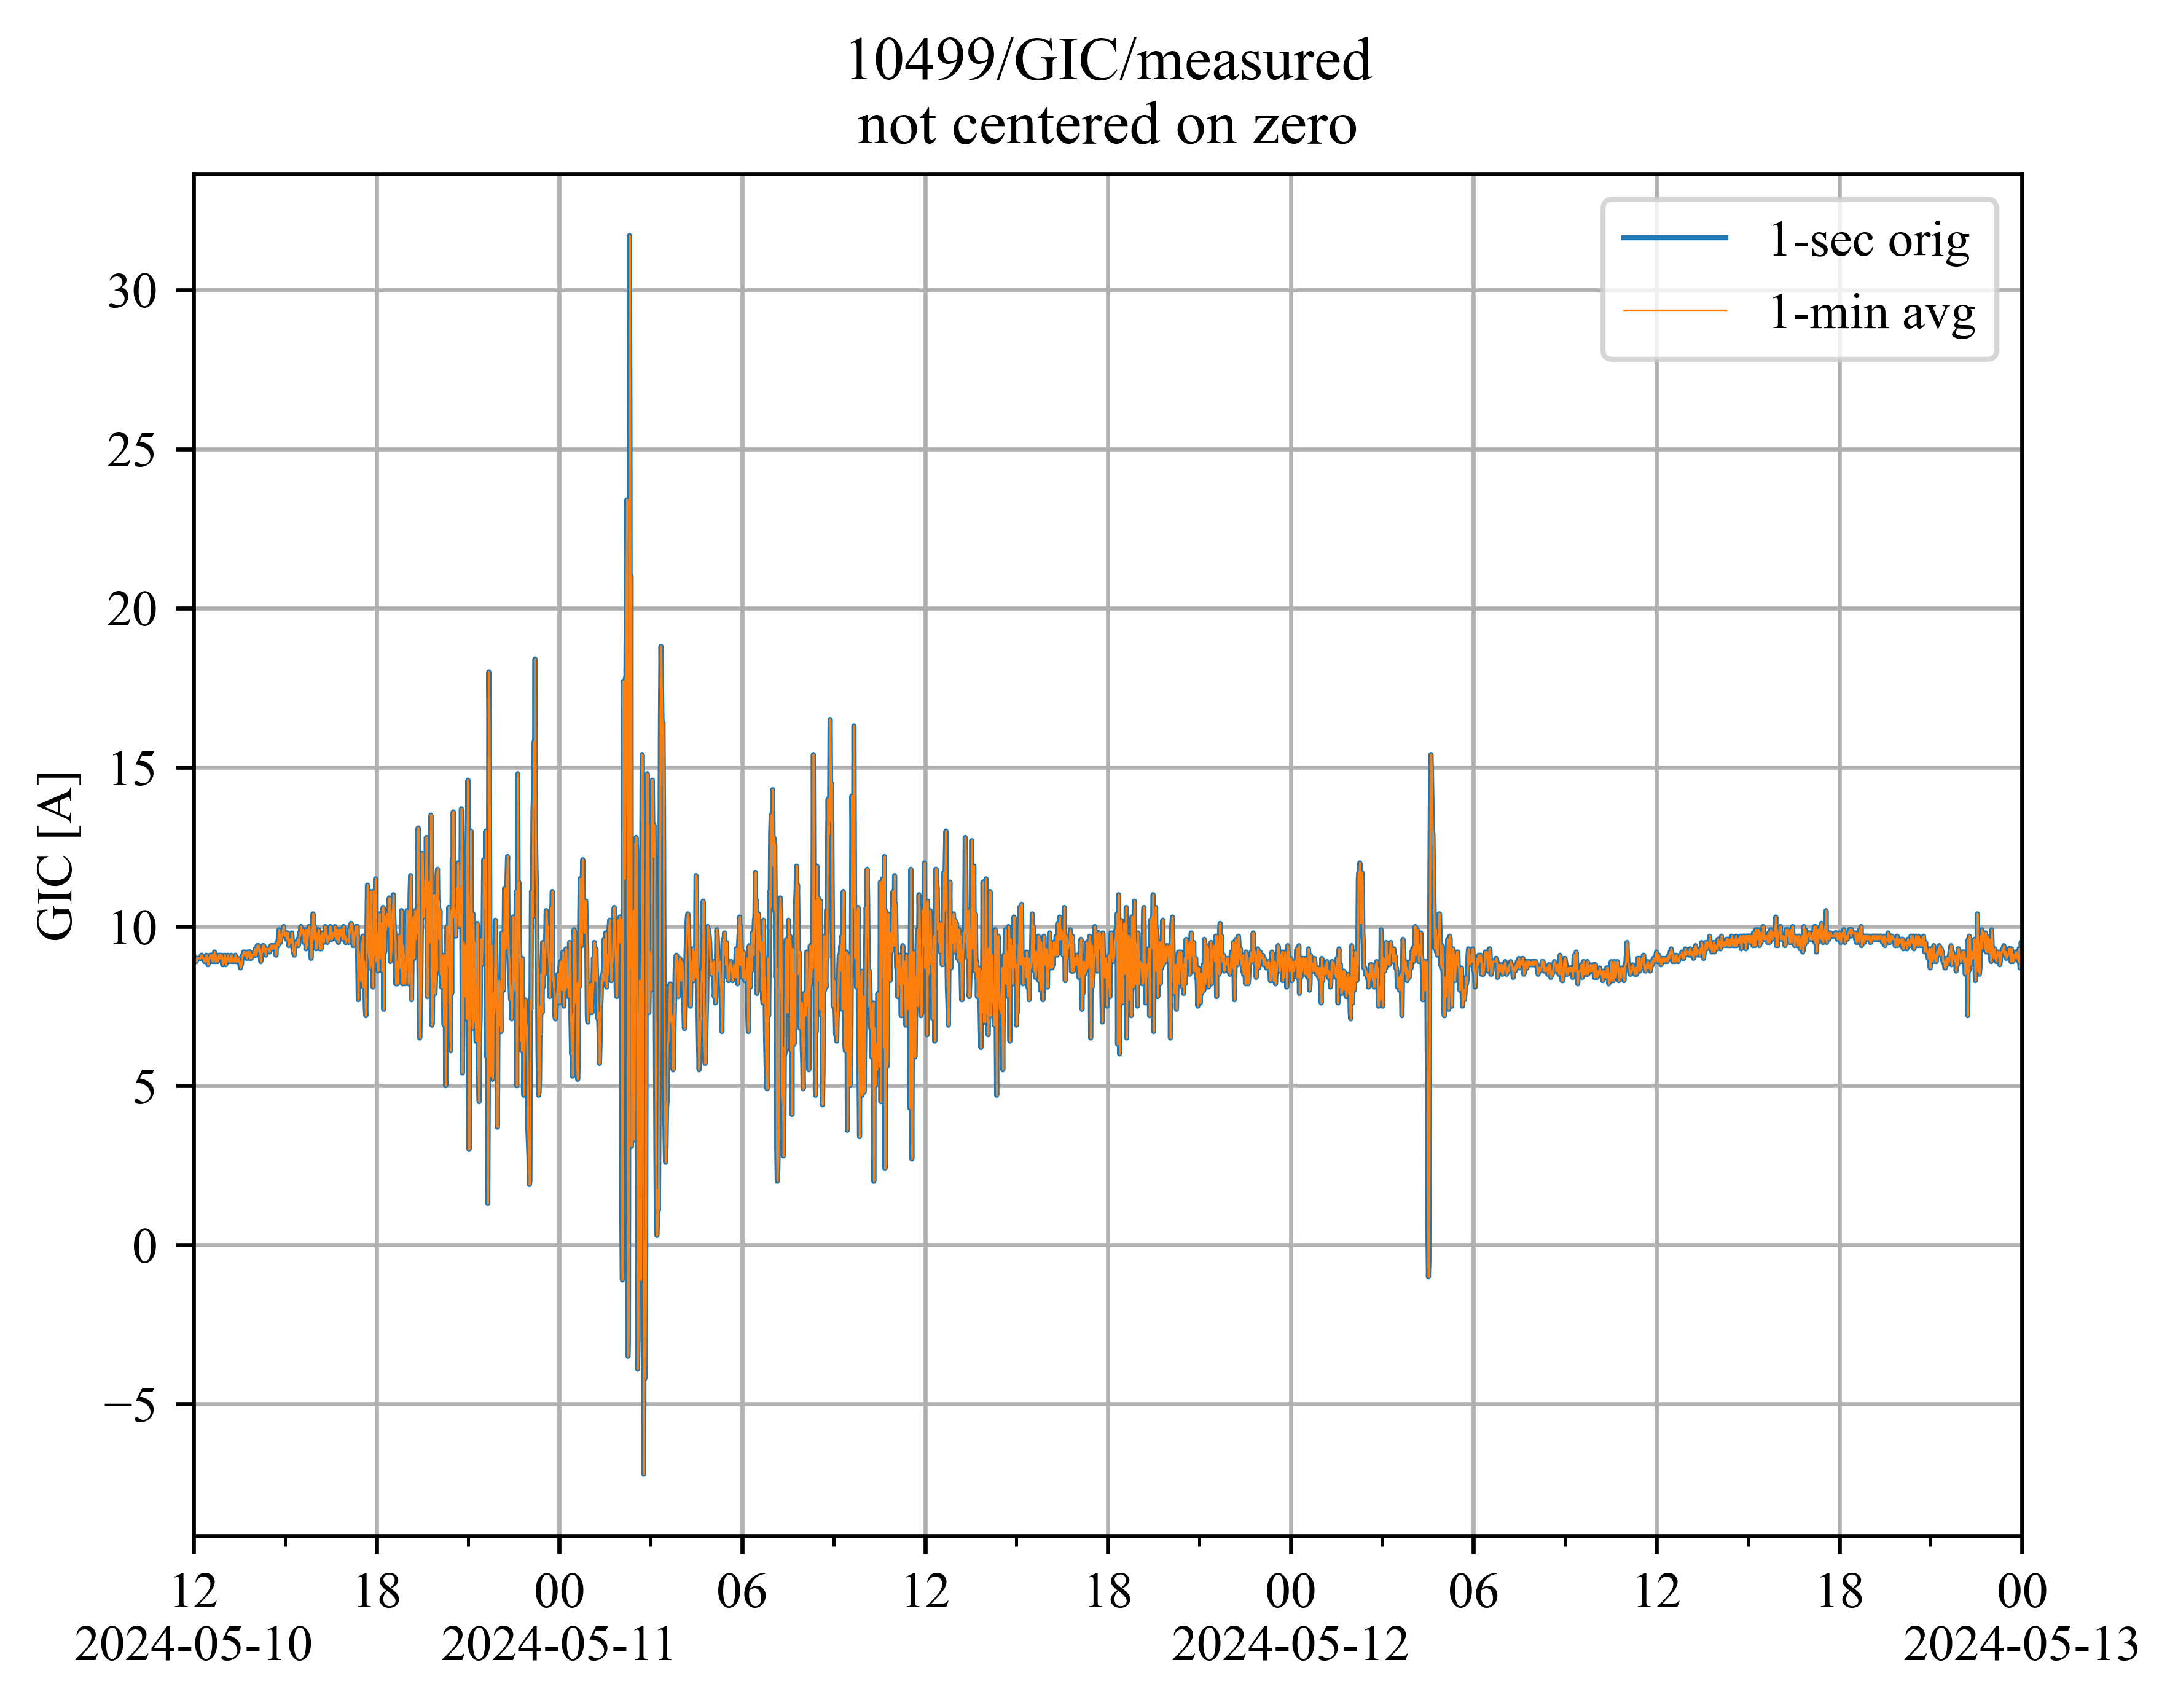 10499/GIC/measured
not centered on zero
1-sec orig
1-min avg
GIC [A]
30
25
20
15
10
5
0
−5
12 18 00 06 12 18 00 06 12 18 00
2024-05-10 2024-05-11 2024-05-12 2024-05-13